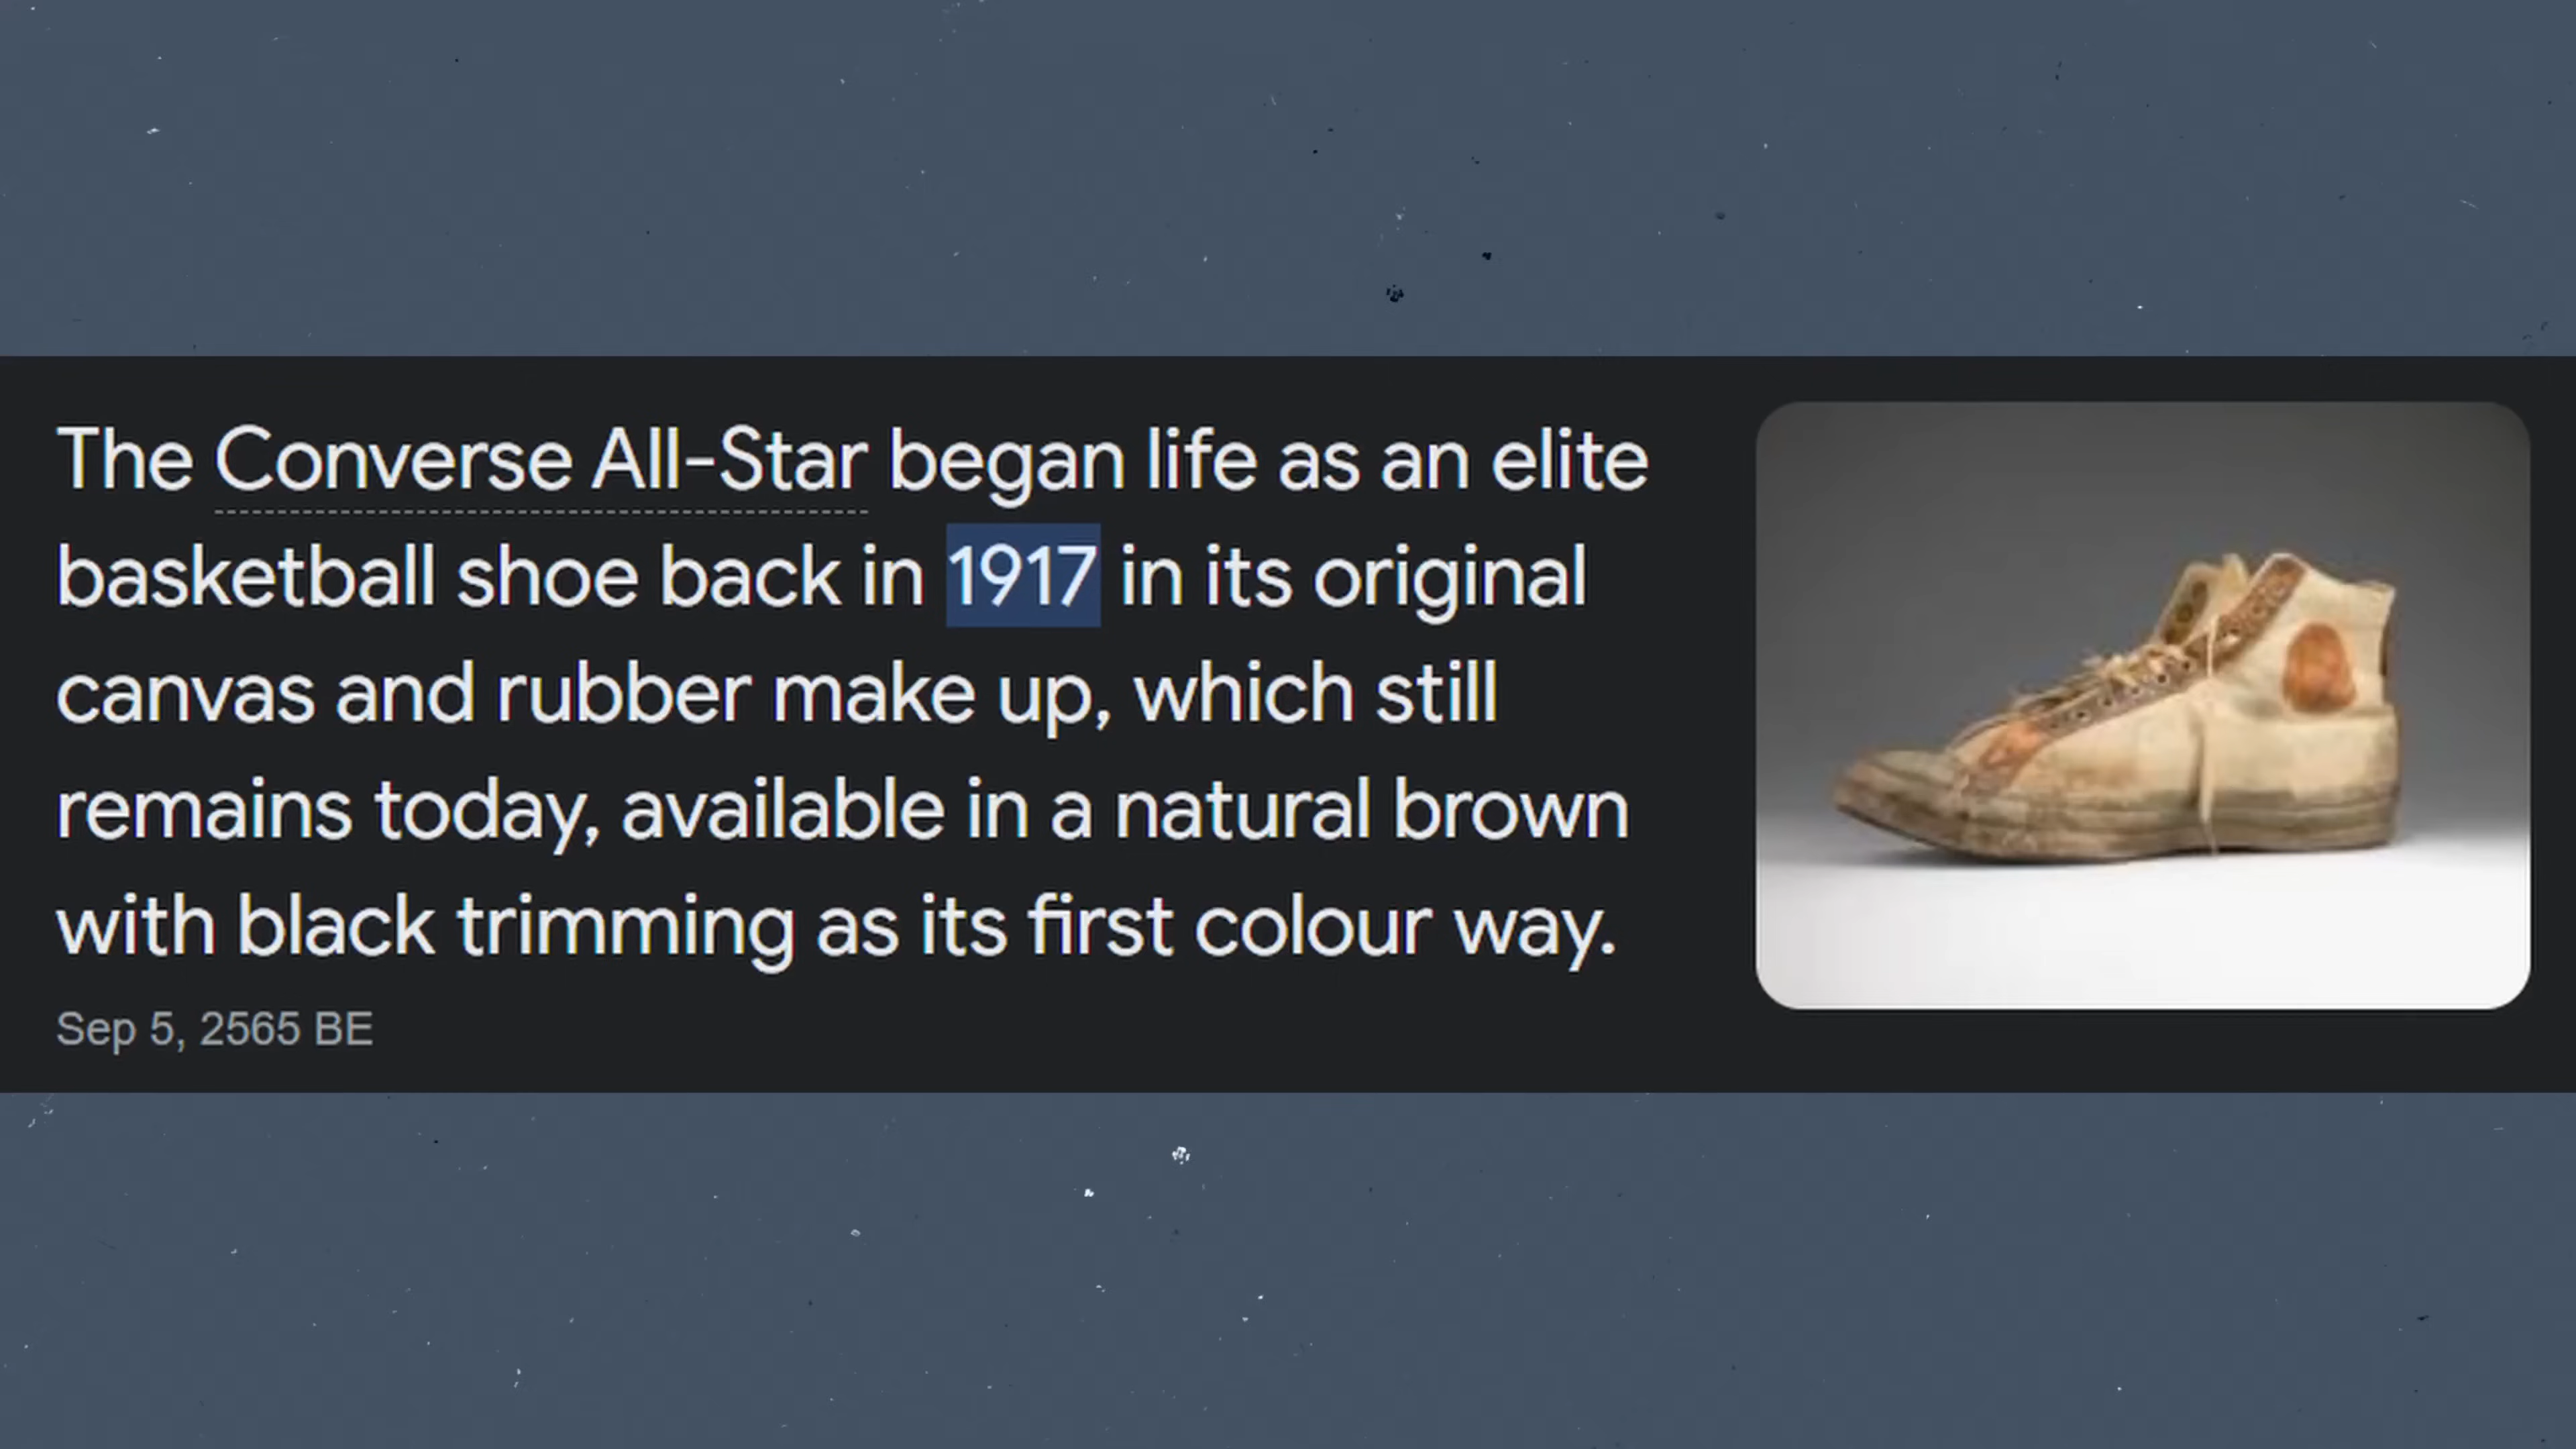 The Converse All-Star began life as an elite
basketball shoe back in 1917 in its original
canvas and rubber make up, which still
remains today, available in a natural brown
with black trimming as its first colour way.
Sep 5, 2565 BE